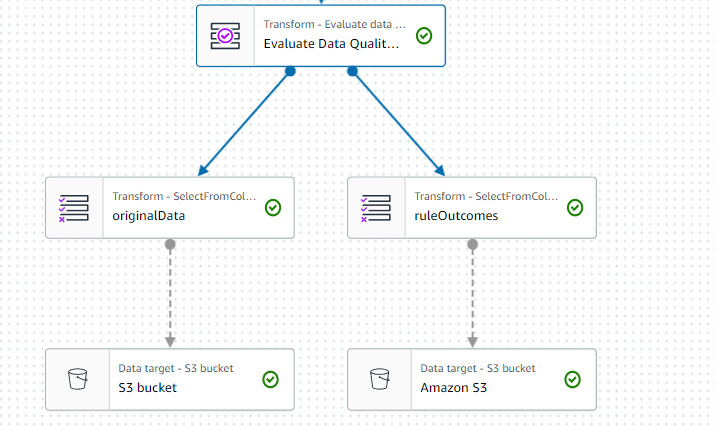 Transform - Evaluate data ...
Evaluate Data Qualit...
Transform - SelectFromCol...
originalData
Transform - SelectFromCol...
ruleOutcomes
Data target - S3 bucket
S3 bucket
Data target - S3 bucket
Amazon S3